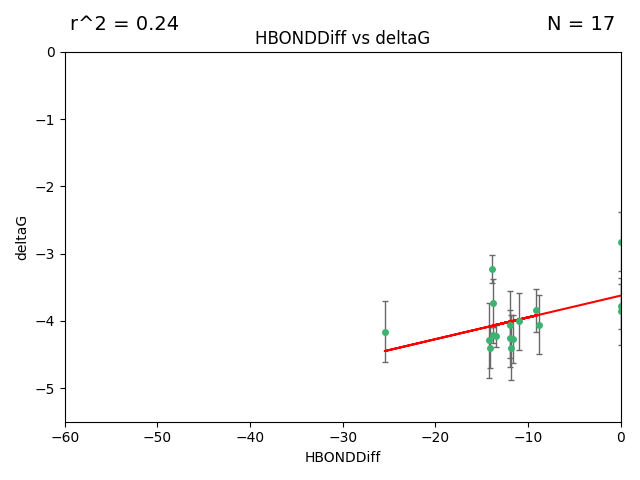 r^2 = 0.24
N = 17
HBONDDiff vs deltaG
0
−1
−2
−3
−4
−5
deltaG
−60
−50
−40
−30
−20
−10
0
HBONDDiff